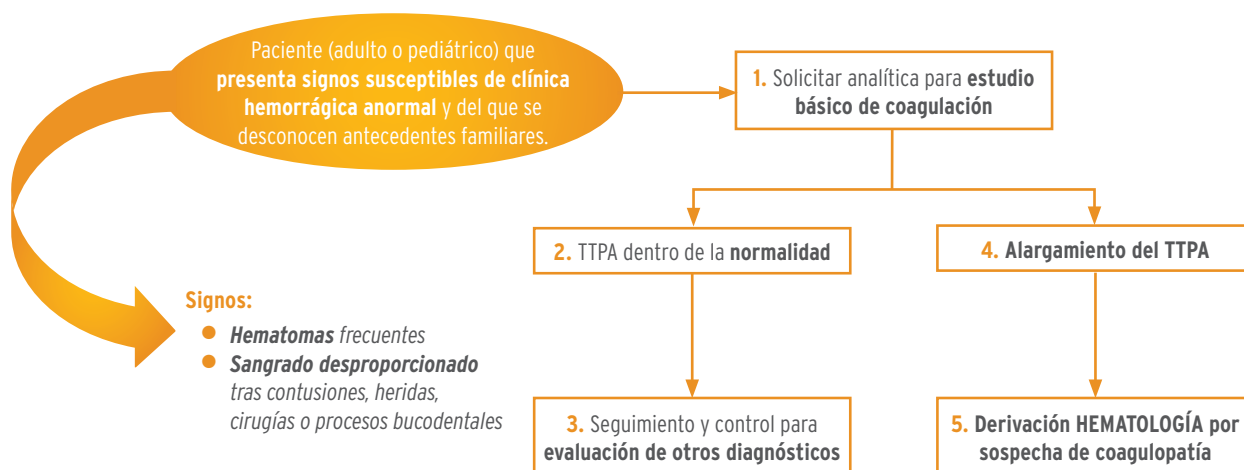 Paciente (adulto o pediátrico) que
presenta signos susceptibles de clínica
hemorrágica anormal y del que se
desconocen antecedentes familiares.
1. Solicitar analítica para estudio
básico de coagulación
2. TTPA dentro de la normalidad
4. Alargamiento del TTPA
Signos:
● Hematomas frecuentes
● Sangrado desproporcionado
tras contusiones, heridas,
cirugías o procesos bucodentales
3. Seguimiento y control para
evaluación de otros diagnósticos
5. Derivación HEMATOLOGÍA por
sospecha de coagulopatía